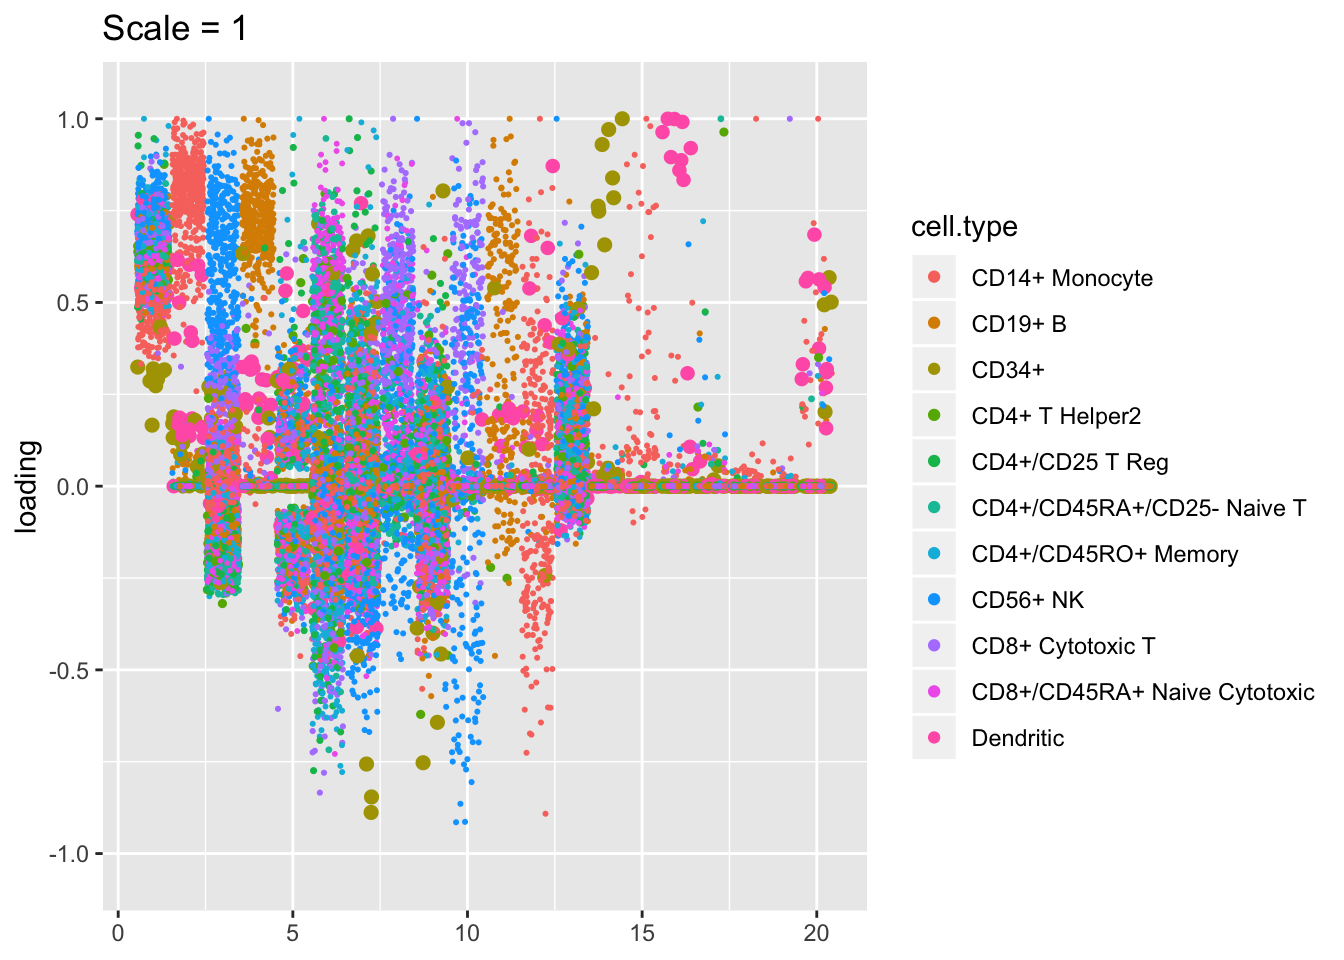 Scale = 1
loading
1.0
0.5
0.0
-0.5
-1.0
0
5
10
15
20
cell.type
CD14+ Monocyte
CD19+ B
CD34+
CD4+ T Helper2
CD4+/CD25 T Reg
CD4+/CD45RA+/CD25- Naive T
CD4+/CD45RO+ Memory
CD56+ NK
CD8+ Cytotoxic T
CD8+/CD45RA+ Naive Cytotoxic
Dendritic